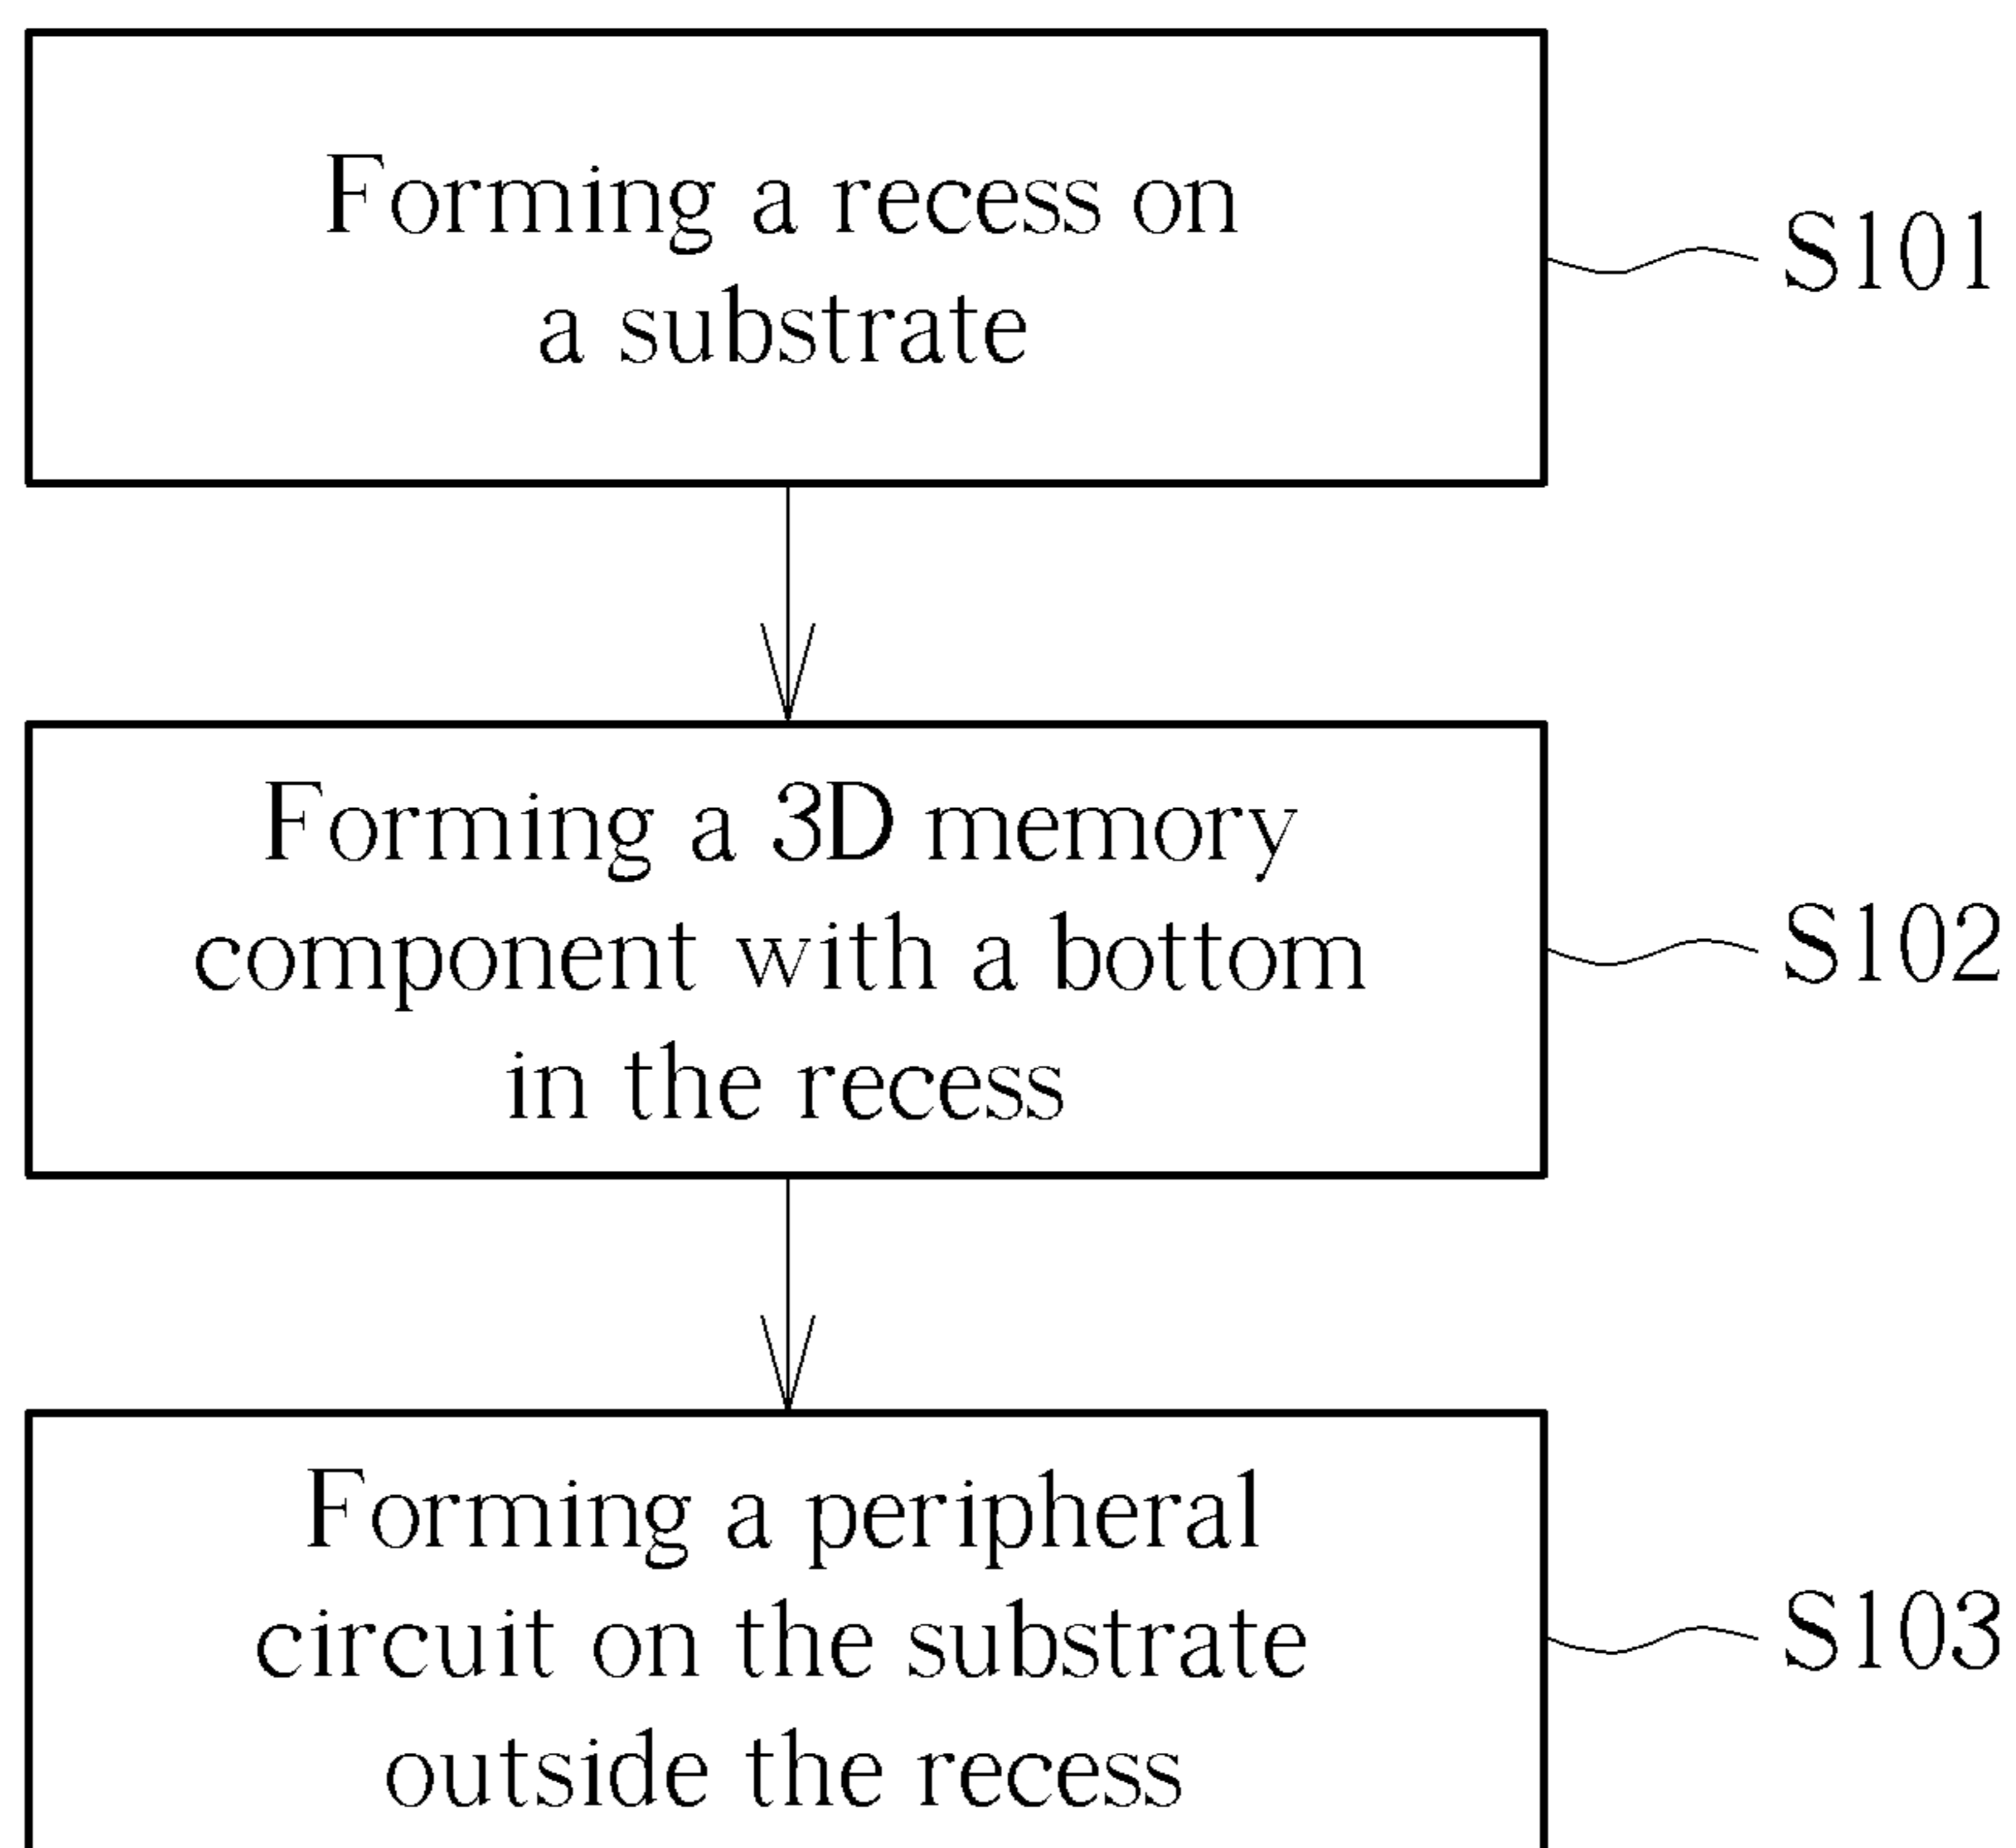 Forming a recess on
a substrate
S101
Forming a 3D memory
component with a bottom
in the recess
S102
Forming a peripheral
circuit on the substrate
outside the recess
S103